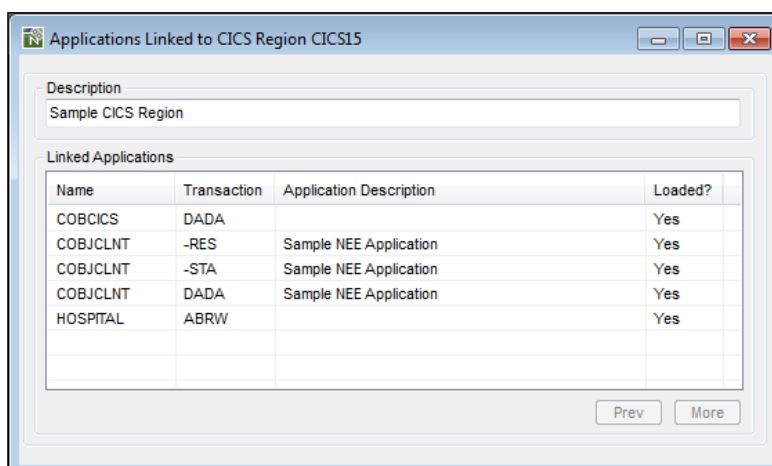 Applications Linked to CICS Region CICS15
Description
Sample CICS Region
Linked Applications
Name Transaction Application Description Loaded?
COBCICS DADA Yes
COBJCLNT -RES Sample NEE Application Yes
COBJCLNT -STA Sample NEE Application Yes
COBJCLNT DADA Sample NEE Application Yes
HOSPITAL ABRW Yes
Prev More